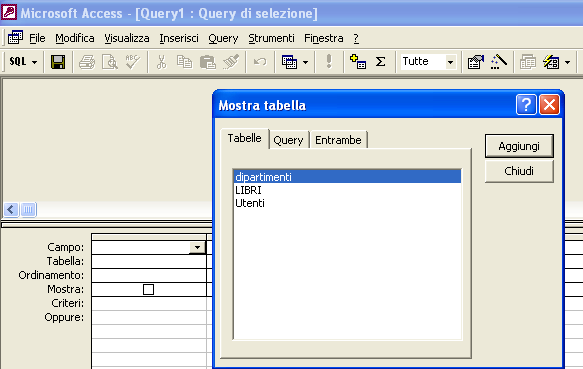 Microsoft Access - [Query1 : Query di selezione]
File Modifica Visualizza Inserisci Query Strumenti Finestra ?
SQL Σ Tutte
Mostra tabella
Tabelle Query Entrambe
Aggiungi
Chiudi
dipartimenti
LIBRI
Utenti
Campo:
Tabella:
Ordinamento:
Mostra:
Criteri:
Oppure: